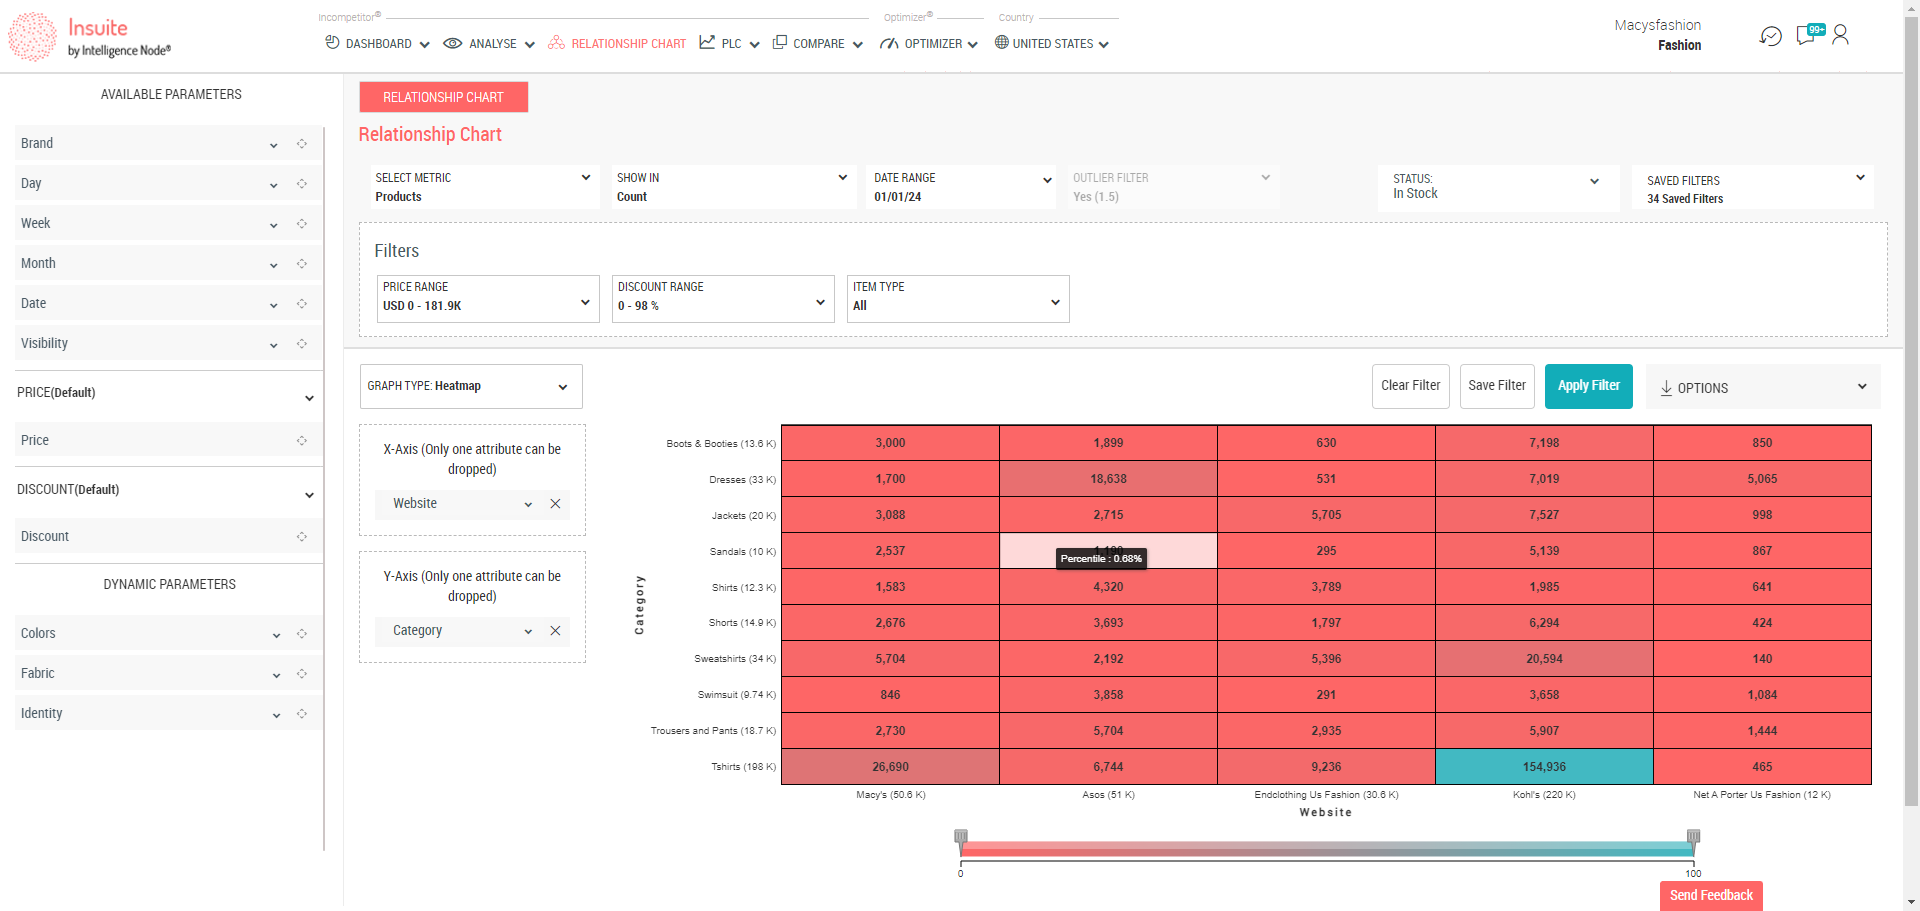 Insuite
by Intelligence Node®
Incompetitor®
Optimizer®
Country
DASHBOARD
ANALYSE
RELATIONSHIP CHART
PLC
COMPARE
OPTIMIZER
UNITED STATES
Macysfashion
Fashion
99+
AVAILABLE PARAMETERS
Brand
Day
Week
Month
Date
Visibility
PRICE(Default)
Price
DISCOUNT(Default)
Discount
DYNAMIC PARAMETERS
Colors
Fabric
Identity
RELATIONSHIP CHART
Relationship Chart
SELECT METRIC
Products
SHOW IN
Count
DATE RANGE
01/01/24
OUTLIER FILTER
Yes (1.5)
STATUS:
In Stock
SAVED FILTERS
34 Saved Filters
Filters
PRICE RANGE
USD 0 - 181.9K
DISCOUNT RANGE
0 - 98 %
ITEM TYPE
All
GRAPH TYPE: Heatmap
Clear Filter
Save Filter
Apply Filter
OPTIONS
X-Axis (Only one attribute can be
dropped)
Website
Y-Axis (Only one attribute can be
dropped)
Category
Category
Boots & Booties (13.6 K) 3,000 1,899 630 7,198 850
Dresses (33 K) 1,700 18,638 531 7,019 5,065
Jackets (20 K) 3,088 2,715 5,705 7,527 998
Sandals (10 K) 2,537 295 5,139 867
Percentile : 0.68%
Shirts (12.3 K) 1,583 4,320 3,789 1,985 641
Shorts (14.9 K) 2,676 3,693 1,797 6,294 424
Sweatshirts (34 K) 5,704 2,192 5,396 20,594 140
Swimsuit (9.74 K) 846 3,858 291 3,658 1,084
Trousers and Pants (18.7 K) 2,730 5,704 2,935 5,907 1,444
Tshirts (198 K) 26,690 6,744 9,236 154,936 465
Macy's (50.6 K) Asos (51 K) Endclothing Us Fashion (30.6 K) Kohl's (220 K) Net A Porter Us Fashion (12 K)
Website
0 100
Send Feedback